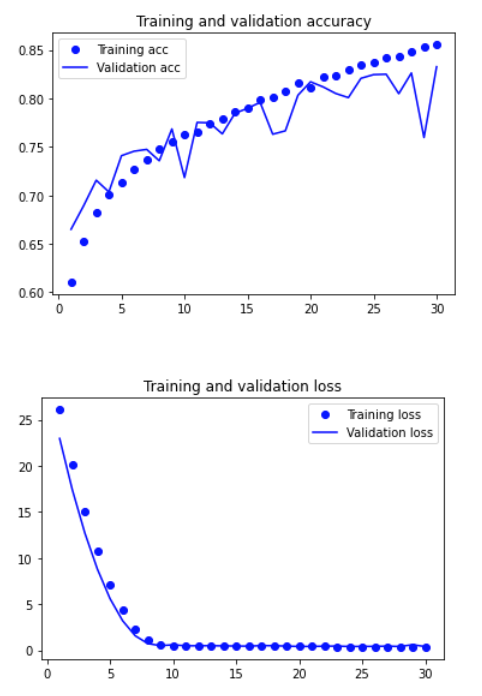 Training and validation accuracy
Training acc
Validation acc
0.85
0.80
0.75
0.70
0.65
0.60
0 5 10 15 20 25 30
Training and validation loss
Training loss
Validation loss
25
20
15
10
5
0
0 5 10 15 20 25 30